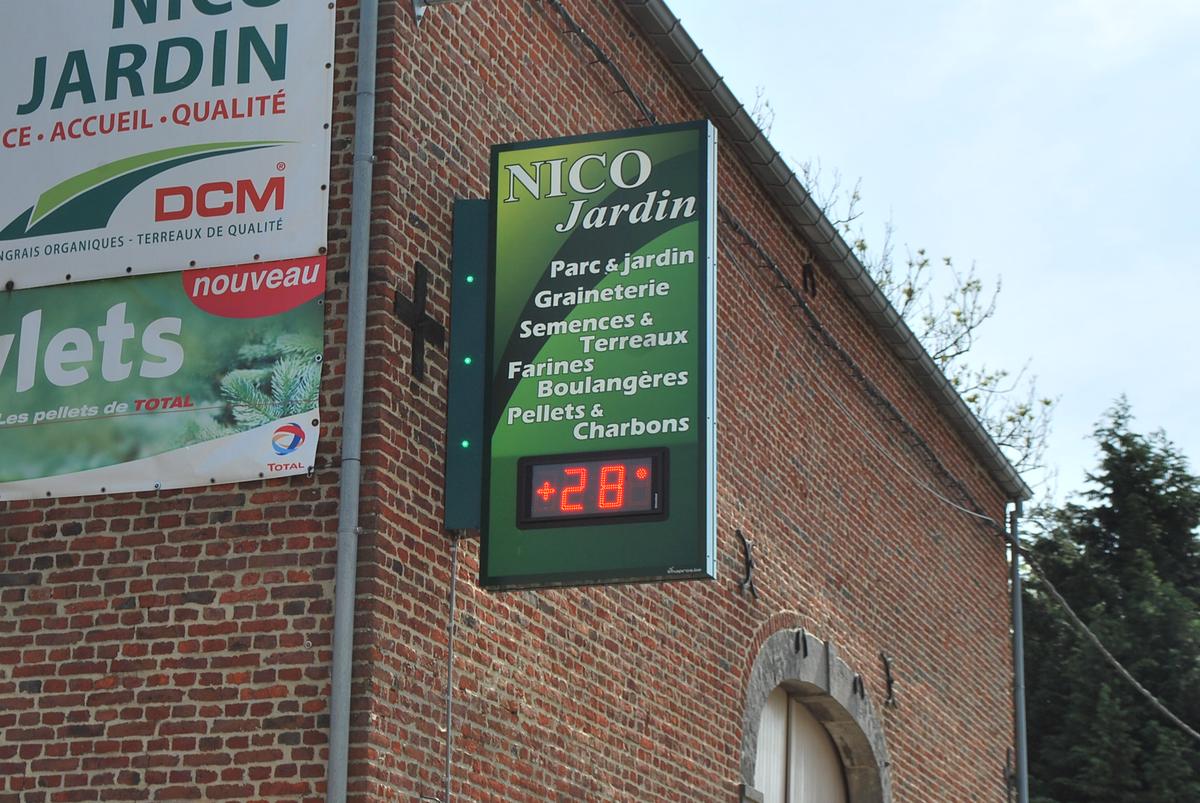 NICO
JARDIN
CE • ACCUEIL • QUALITÉ
DCM®
NGRAIS ORGANIQUES - TERREAUX DE QUALITÉ
nouveau
ylets
Les pellets de TOTAL
TOTAL
NICO
Jardin
Parc & jardin
Graineterie
Semences &
Terreaux
Farines
Boulangères
Pellets &
Charbons
+28°